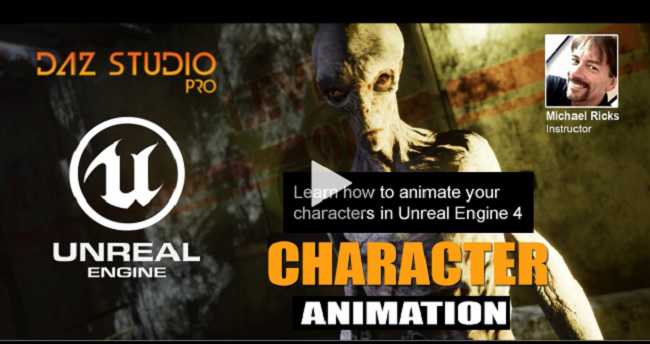 DAZ STUDIO
PRO
Michael Ricks
Instructor
UNREAL
ENGINE
Learn how to animate your
characters in Unreal Engine 4
CHARACTER
ANIMATION